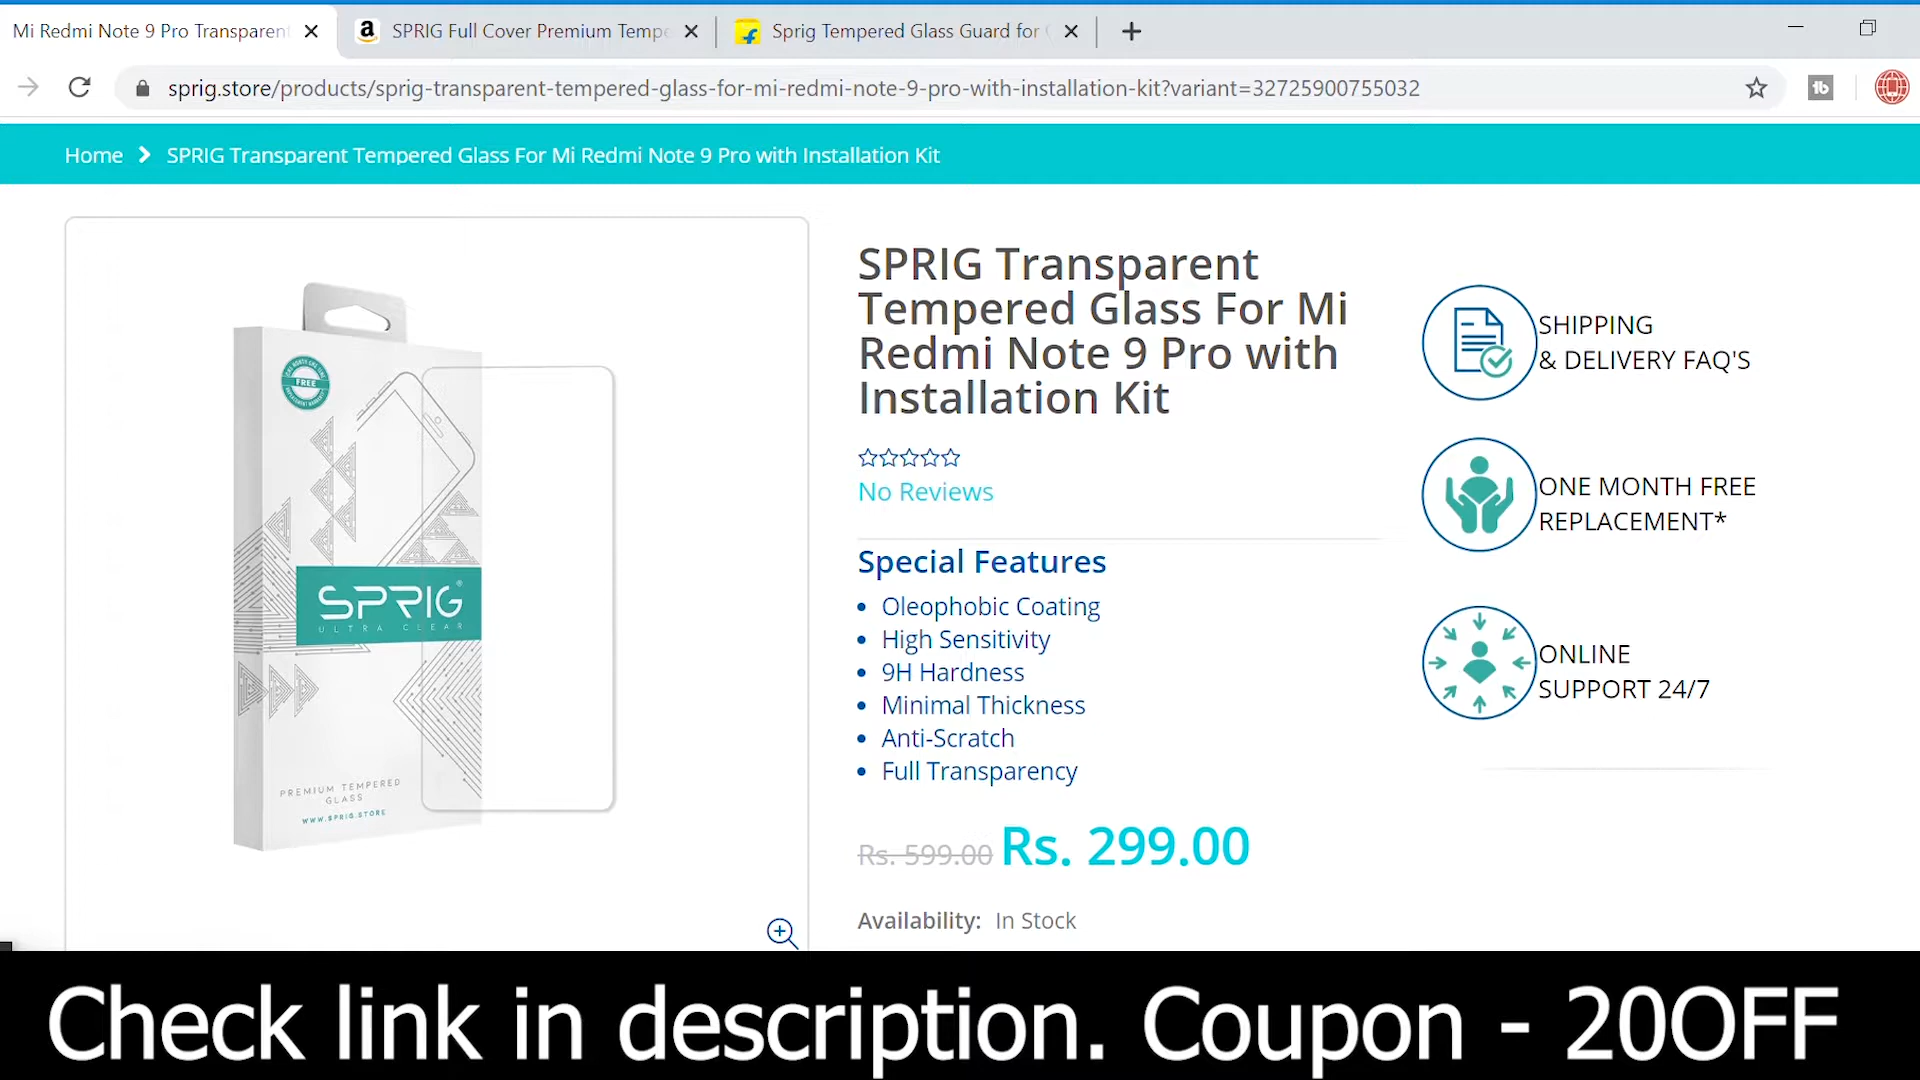 Mi Redmi Note 9 Pro Transparent
SPRIG Full Cover Premium Tempe
Sprig Tempered Glass Guard for
sprig.store/products/sprig-transparent-tempered-glass-for-mi-redmi-note-9-pro-with-installation-kit?variant=32725900755032
Home SPRIG Transparent Tempered Glass For Mi Redmi Note 9 Pro with Installation Kit
FREE
SPRIG
ULTRA CLEAR
PREMIUM TEMPERED
GLASS
WWW.SPRIG.STORE
SPRIG Transparent
Tempered Glass For Mi
Redmi Note 9 Pro with
Installation Kit
No Reviews
Special Features
• Oleophobic Coating
• High Sensitivity
• 9H Hardness
• Minimal Thickness
• Anti-Scratch
• Full Transparency
Rs. 599.00 Rs. 299.00
Availability: In Stock
SHIPPING
& DELIVERY FAQ'S
ONE MONTH FREE
REPLACEMENT*
ONLINE
SUPPORT 24/7
Check link in description. Coupon - 20OFF